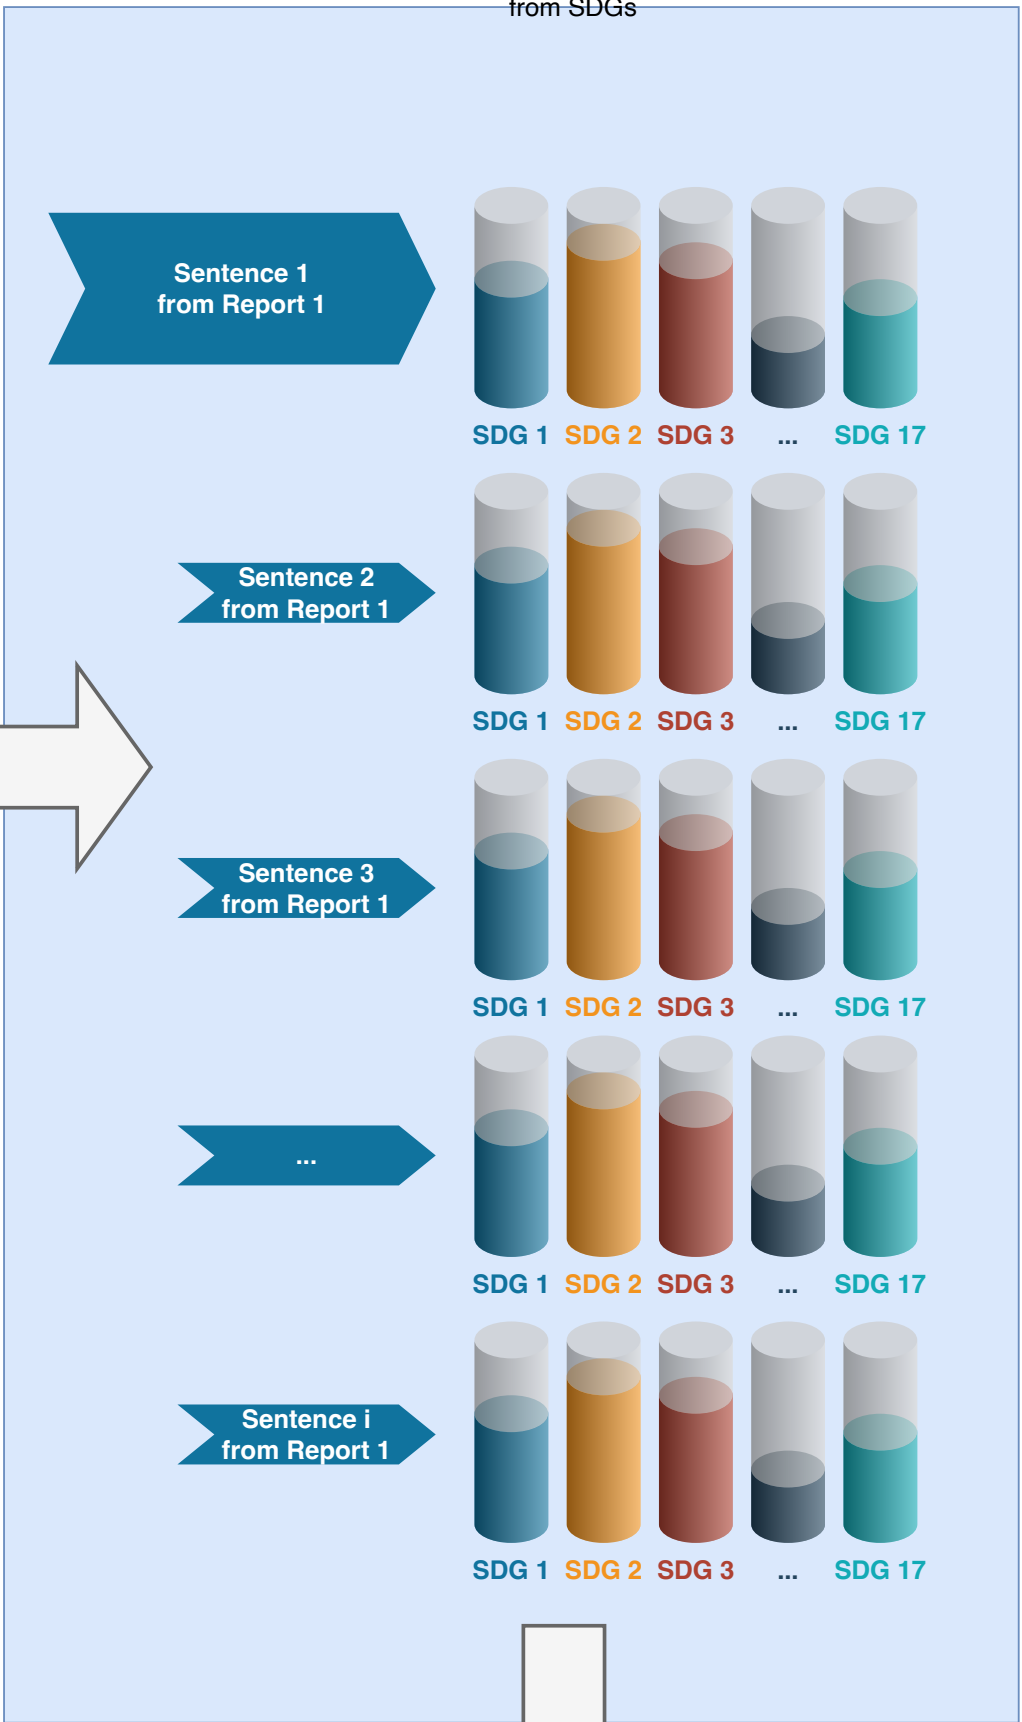 from SDGs
Sentence 1
from Report 1
SDG 1 SDG 2 SDG 3 ... SDG 17
Sentence 2
from Report 1
SDG 1 SDG 2 SDG 3 ... SDG 17
Sentence 3
from Report 1
SDG 1 SDG 2 SDG 3 ... SDG 17
...
SDG 1 SDG 2 SDG 3 ... SDG 17
Sentence i
from Report 1
SDG 1 SDG 2 SDG 3 ... SDG 17